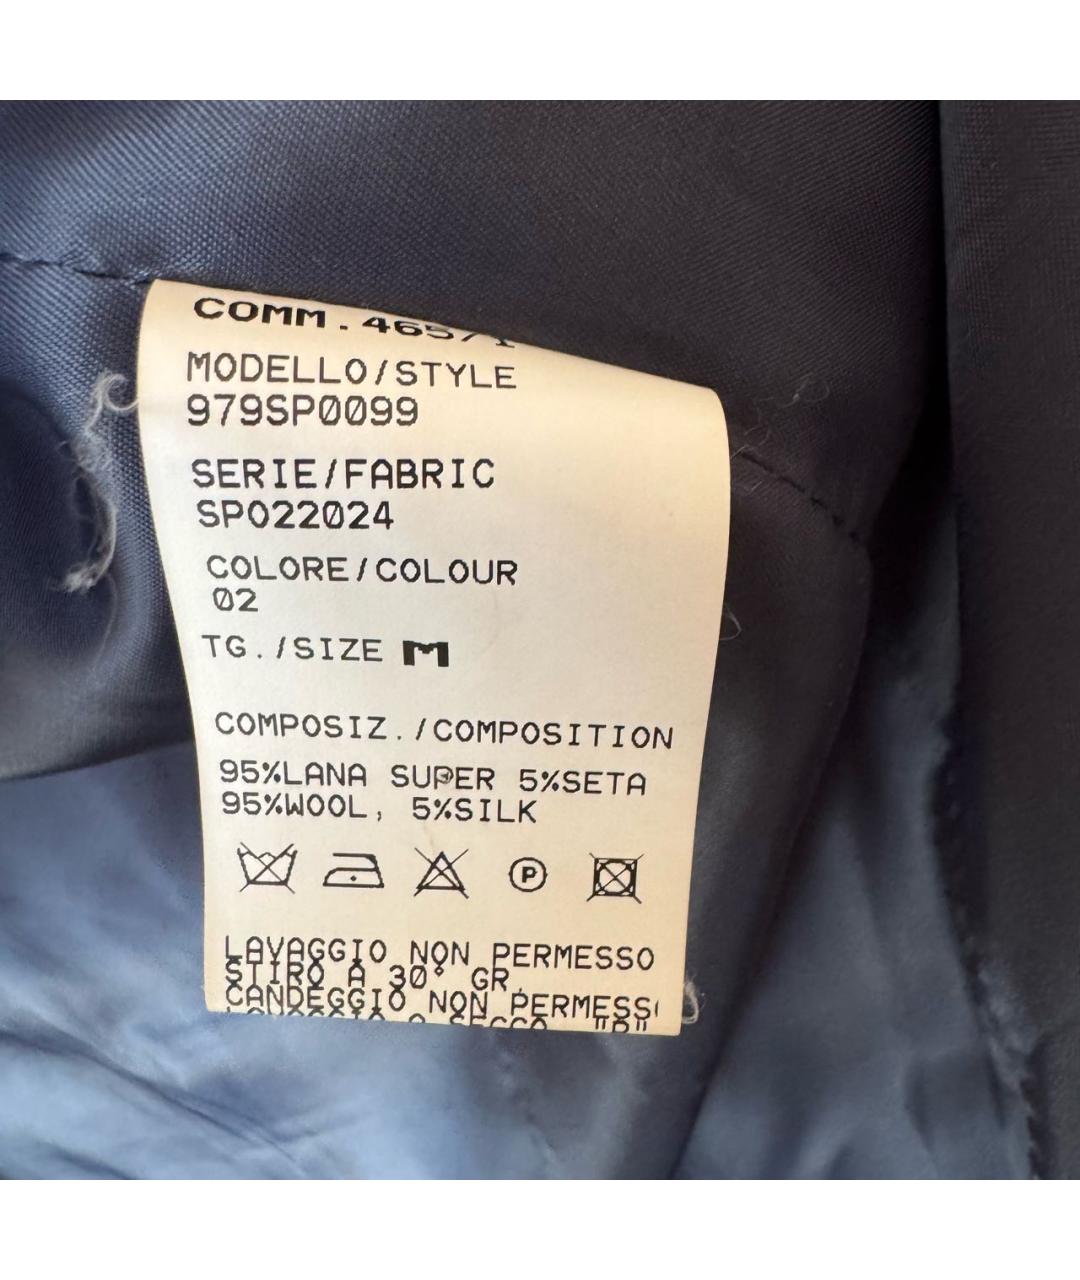 COMM.
MODELLO/STYLE
979SP0099
SERIE/FABRIC
SP022024
COLORE/COLOUR
02
TG./SIZE M
COMPOSIZ./COMPOSITION
95%LANA SUPER 5%SETA
95%WOOL, 5%SILK
P
LAVAGGIO NON PERMESSO
STIRO A 30° GR.
CANDEGGIO NON